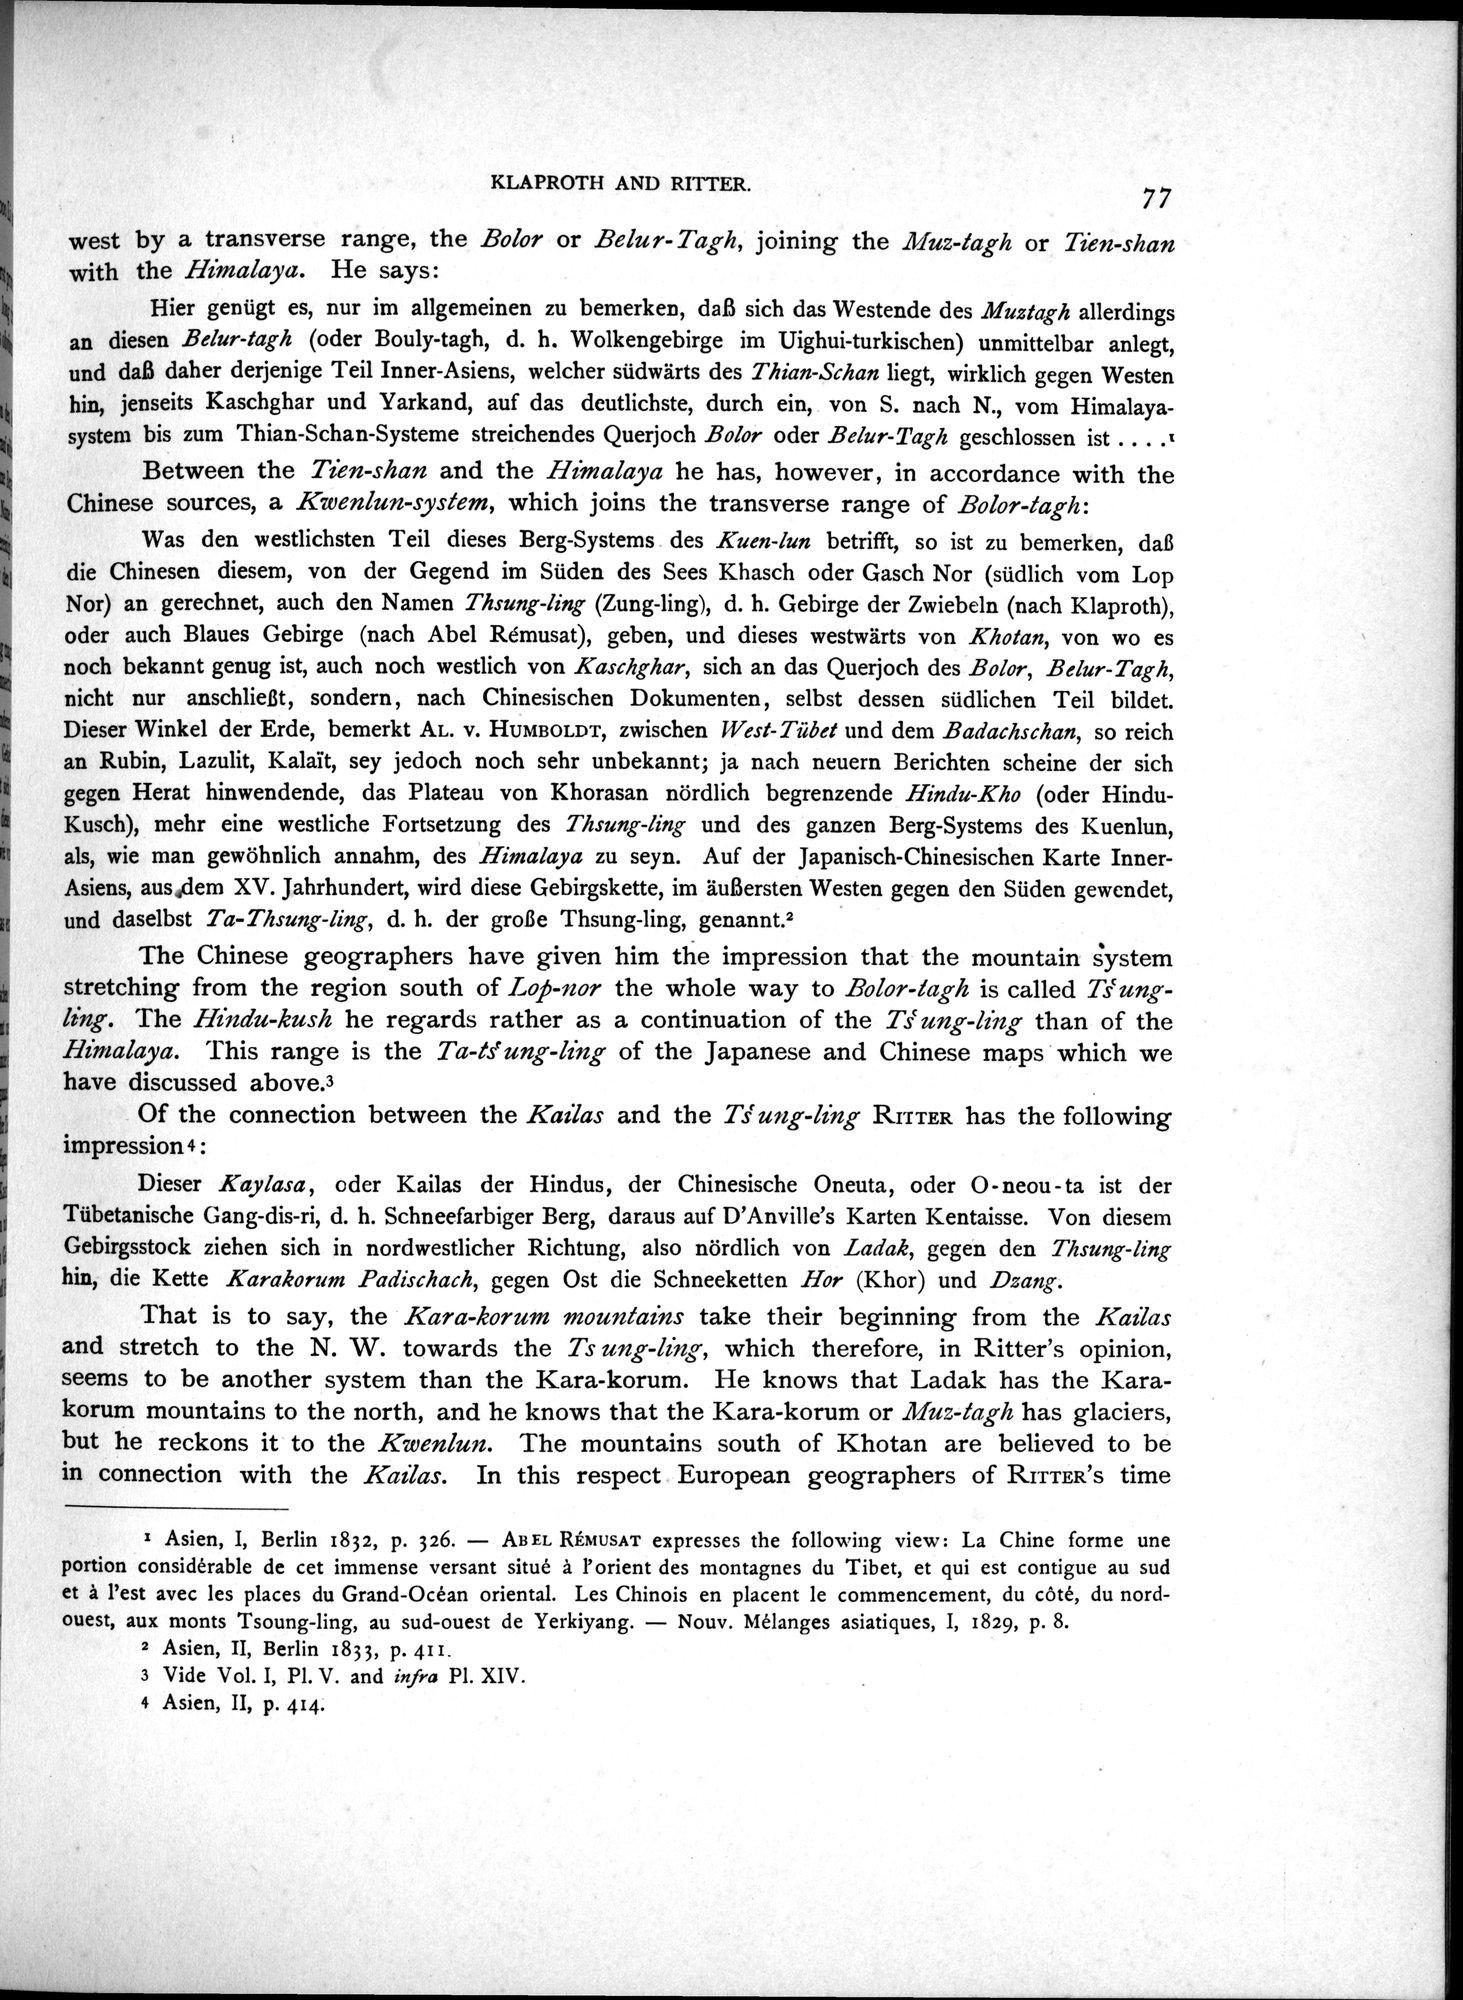 KLAPROTH AND RITTER.
77
west by a transverse range, the Bolor or Belur-Tagh, joining the Muz-tagh or Tien-shan
with the Himalaya. He says:
Hier genügt es, nur im allgemeinen zu bemerken, daß sich das Westende des Muztagh allerdings
an diesen Belur-tagh (oder Bouly-tagh, d. h. Wolkengebirge im Uighui-turkischen) unmittelbar anlegt,
und daß daher derjenige Teil Inner-Asiens, welcher südwärts des Thian-Schan liegt, wirklich gegen Westen
hin, jenseits Kaschghar und Yarkand, auf das deutlichste, durch ein, von S. nach N., vom Himalaya-
system bis zum Thian-Schan-Systeme streichendes Querjoch Bolor oder Belur-Tagh geschlossen ist . . . .¹
Between the Tien-shan and the Himalaya he has, however, in accordance with the
Chinese sources, a Kwenlun-system, which joins the transverse range of Bolor-tagh:
Was den westlichsten Teil dieses Berg-Systems des Kuen-lun betrifft, so ist zu bemerken, daß
die Chinesen diesem, von der Gegend im Süden des Sees Khasch oder Gasch Nor (südlich vom Lop
Nor) an gerechnet, auch den Namen Thsung-ling (Zung-ling), d. h. Gebirge der Zwiebeln (nach Klaproth),
oder auch Blaues Gebirge (nach Abel Rémusat), geben, und dieses westwärts von Khotan, von wo es
noch bekannt genug ist, auch noch westlich von Kaschghar, sich an das Querjoch des Bolor, Belur-Tagh,
nicht nur anschließt, sondern, nach Chinesischen Dokumenten, selbst dessen südlichen Teil bildet.
Dieser Winkel der Erde, bemerkt AL. v. HUMBOLDT, zwischen West-Tübet und dem Badachschan, so reich
an Rubin, Lazulit, Kalaït, sey jedoch noch sehr unbekannt; ja nach neuern Berichten scheine der sich
gegen Herat hinwendende, das Plateau von Khorasan nördlich begrenzende Hindu-Kho (oder Hindu-
Kusch), mehr eine westliche Fortsetzung des Thsung-ling und des ganzen Berg-Systems des Kuenlun,
als, wie man gewöhnlich annahm, des Himalaya zu seyn. Auf der Japanisch-Chinesischen Karte Inner-
Asiens, aus dem XV. Jahrhundert, wird diese Gebirgskette, im äußersten Westen gegen den Süden gewendet,
und daselbst Ta-Thsung-ling, d. h. der große Thsung-ling, genannt.²
The Chinese geographers have given him the impression that the mountain system
stretching from the region south of Lop-nor the whole way to Bolor-tagh is called Tś'ung-
ling. The Hindu-kush he regards rather as a continuation of the Tś'ung-ling than of the
Himalaya. This range is the Ta-tś'ung-ling of the Japanese and Chinese maps which we
have discussed above.³
Of the connection between the Kailas and the Tś'ung-ling RITTER has the following
impression⁴:
Dieser Kaylasa, oder Kailas der Hindus, der Chinesische Oneuta, oder O-neou-ta ist der
Tübetanische Gang-dis-ri, d. h. Schneefarbiger Berg, daraus auf D'Anville's Karten Kentaisse. Von diesem
Gebirgsstock ziehen sich in nordwestlicher Richtung, also nördlich von Ladak, gegen den Thsung-ling
hin, die Kette Karakorum Padischach, gegen Ost die Schneeketten Hor (Khor) und Dzang.
That is to say, the Kara-korum mountains take their beginning from the Kailas
and stretch to the N. W. towards the Ts ung-ling, which therefore, in Ritter's opinion,
seems to be another system than the Kara-korum. He knows that Ladak has the Kara-
korum mountains to the north, and he knows that the Kara-korum or Muz-tagh has glaciers,
but he reckons it to the Kwenlun. The mountains south of Khotan are believed to be
in connection with the Kailas. In this respect European geographers of RITTER's time
¹ Asien, I, Berlin 1832, p. 326. — ABEL RÉMUSAT expresses the following view: La Chine forme une
portion considérable de cet immense versant situé à l'orient des montagnes du Tibet, et qui est contigue au sud
et à l'est avec les places du Grand-Océan oriental. Les Chinois en placent le commencement, du côté, du nord-
ouest, aux monts Tsoung-ling, au sud-ouest de Yerkiyang. — Nouv. Mélanges asiatiques, I, 1829, p. 8.
² Asien, II, Berlin 1833, p. 411.
³ Vide Vol. I, Pl. V. and infra Pl. XIV.
⁴ Asien, II, p. 414.